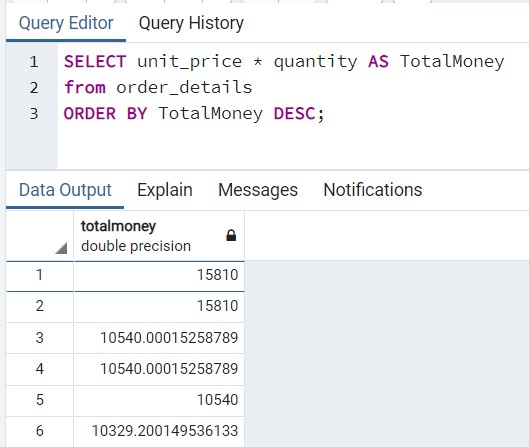 Query Editor Query History
1 SELECT unit_price * quantity AS TotalMoney
2 from order_details
3 ORDER BY TotalMoney DESC;
Data Output Explain Messages Notifications
totalmoney
double precision
1 15810
2 15810
3 10540.00015258789
4 10540.00015258789
5 10540
6 10329.200149536133